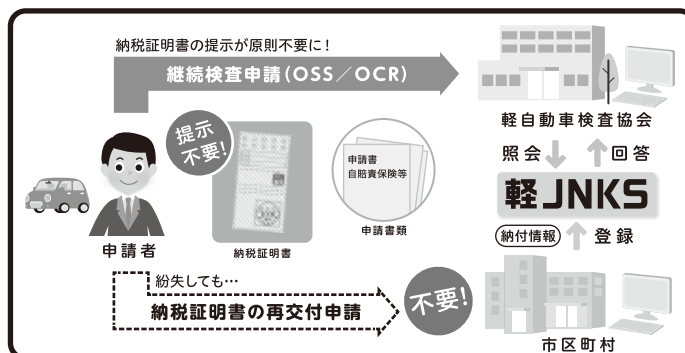 納税証明書の提示が原則不要に!
継続検査申請(OSS/OCR)
提示
不要!
申請書
自賠責保険等
申請者
納税証明書
申請書類
軽自動車検査協会
照会
回答
軽JNKS
納付情報
登録
紛失しても…
納税証明書の再交付申請
不要!
市区町村